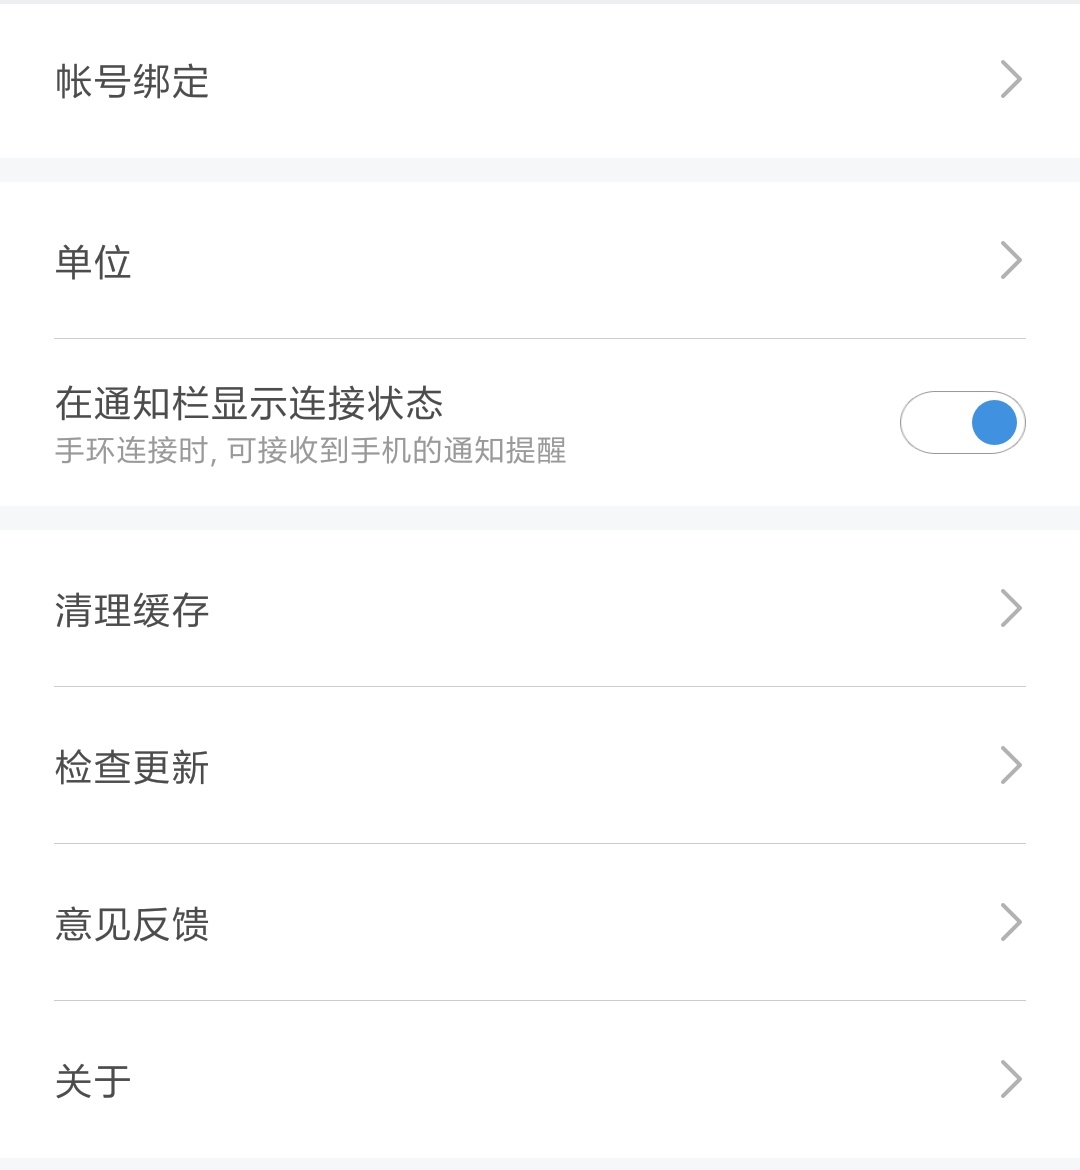 帐号绑定
单位
在通知栏显示连接状态
手环连接时, 可接收到手机的通知提醒
清理缓存
检查更新
意见反馈
关于